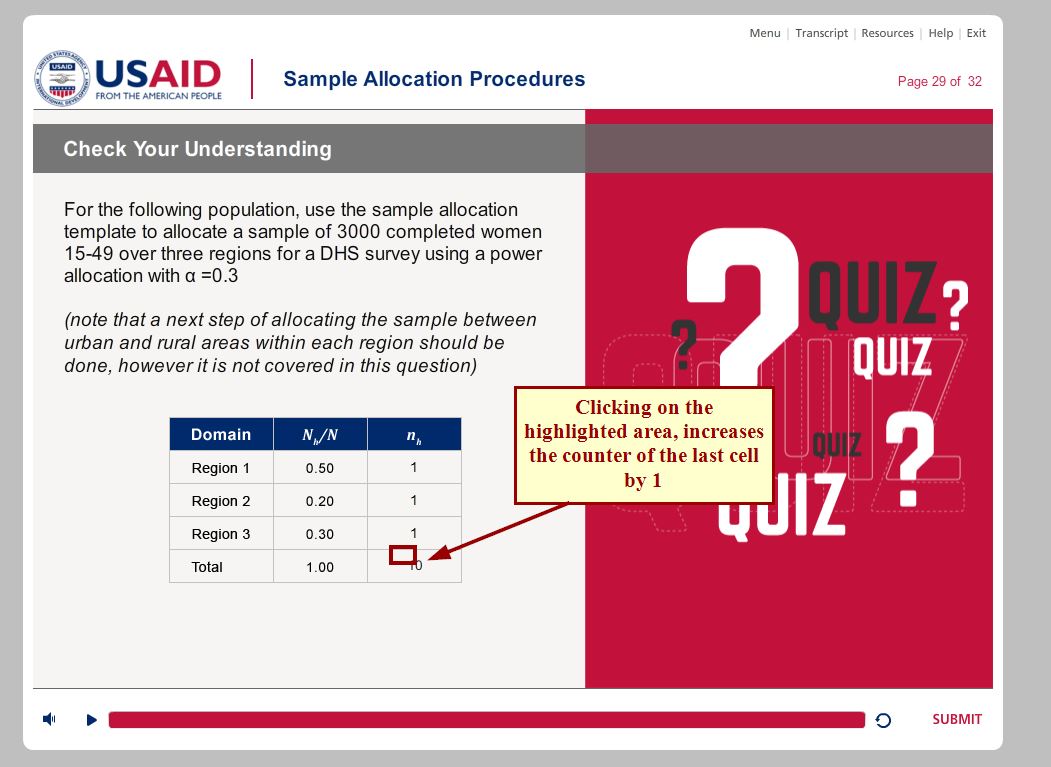 Menu | Transcript | Resources | Help | Exit
UNITED STATES AGENCY
INTERNATIONAL DEVELOPMENT
USAID
USAID
FROM THE AMERICAN PEOPLE
Sample Allocation Procedures
Page 29 of 32
Check Your Understanding
For the following population, use the sample allocation
template to allocate a sample of 3000 completed women
15-49 over three regions for a DHS survey using a power
allocation with α =0.3
(note that a next step of allocating the sample between
urban and rural areas within each region should be
done, however it is not covered in this question)
Domain Nh/N nh
Region 1 0.50 1
Region 2 0.20 1
Region 3 0.30 1
Total 1.00 10
Clicking on the
highlighted area, increases
the counter of the last cell
by 1
? QUIZ ?
? QUIZ
QUIZ ?
QUIZ
QUIZ
SUBMIT